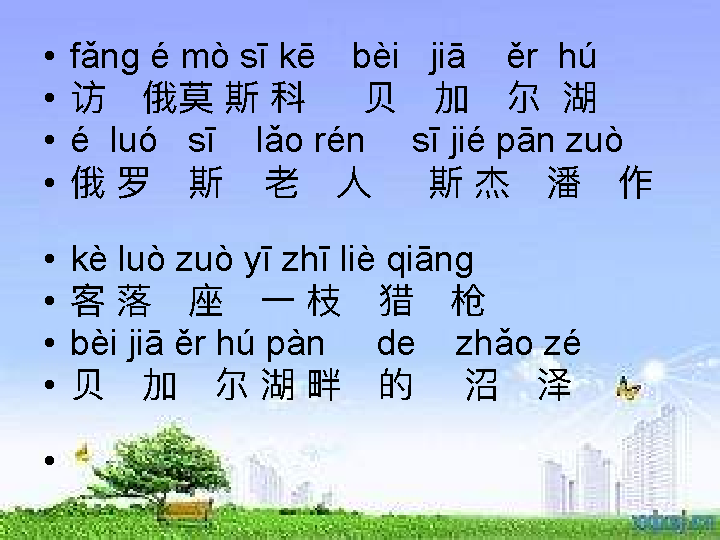 • fǎng é mò sī kē bèi jiā ěr hú
• 访 俄莫 斯 科 贝 加 尔 湖
• é luó sī lǎo rén sī jié pān zuò
• 俄 罗 斯 老 人 斯 杰 潘 作
• kè luò zuò yī zhī liè qiāng
• 客 落 座 一 枝 猎 枪
• bèi jiā ěr hú pàn de zhǎo zé
• 贝 加 尔 湖 畔 的 沼 泽
•